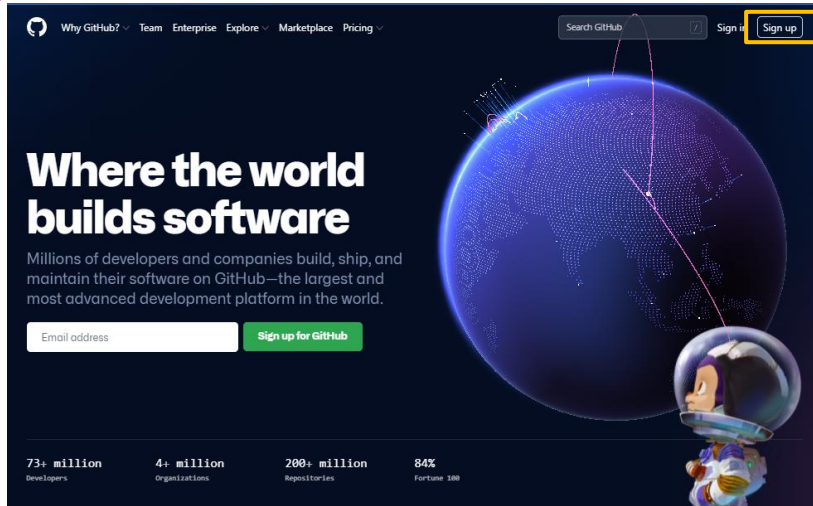 Why GitHub? Team Enterprise Explore Marketplace Pricing Search GitHub / Sign in Sign up
Where the world
builds software
Millions of developers and companies build, ship, and
maintain their software on GitHub—the largest and
most advanced development platform in the world.
Email address Sign up for GitHub
73+ million 4+ million 200+ million 84%
Developers Organizations Repositories Fortune 100